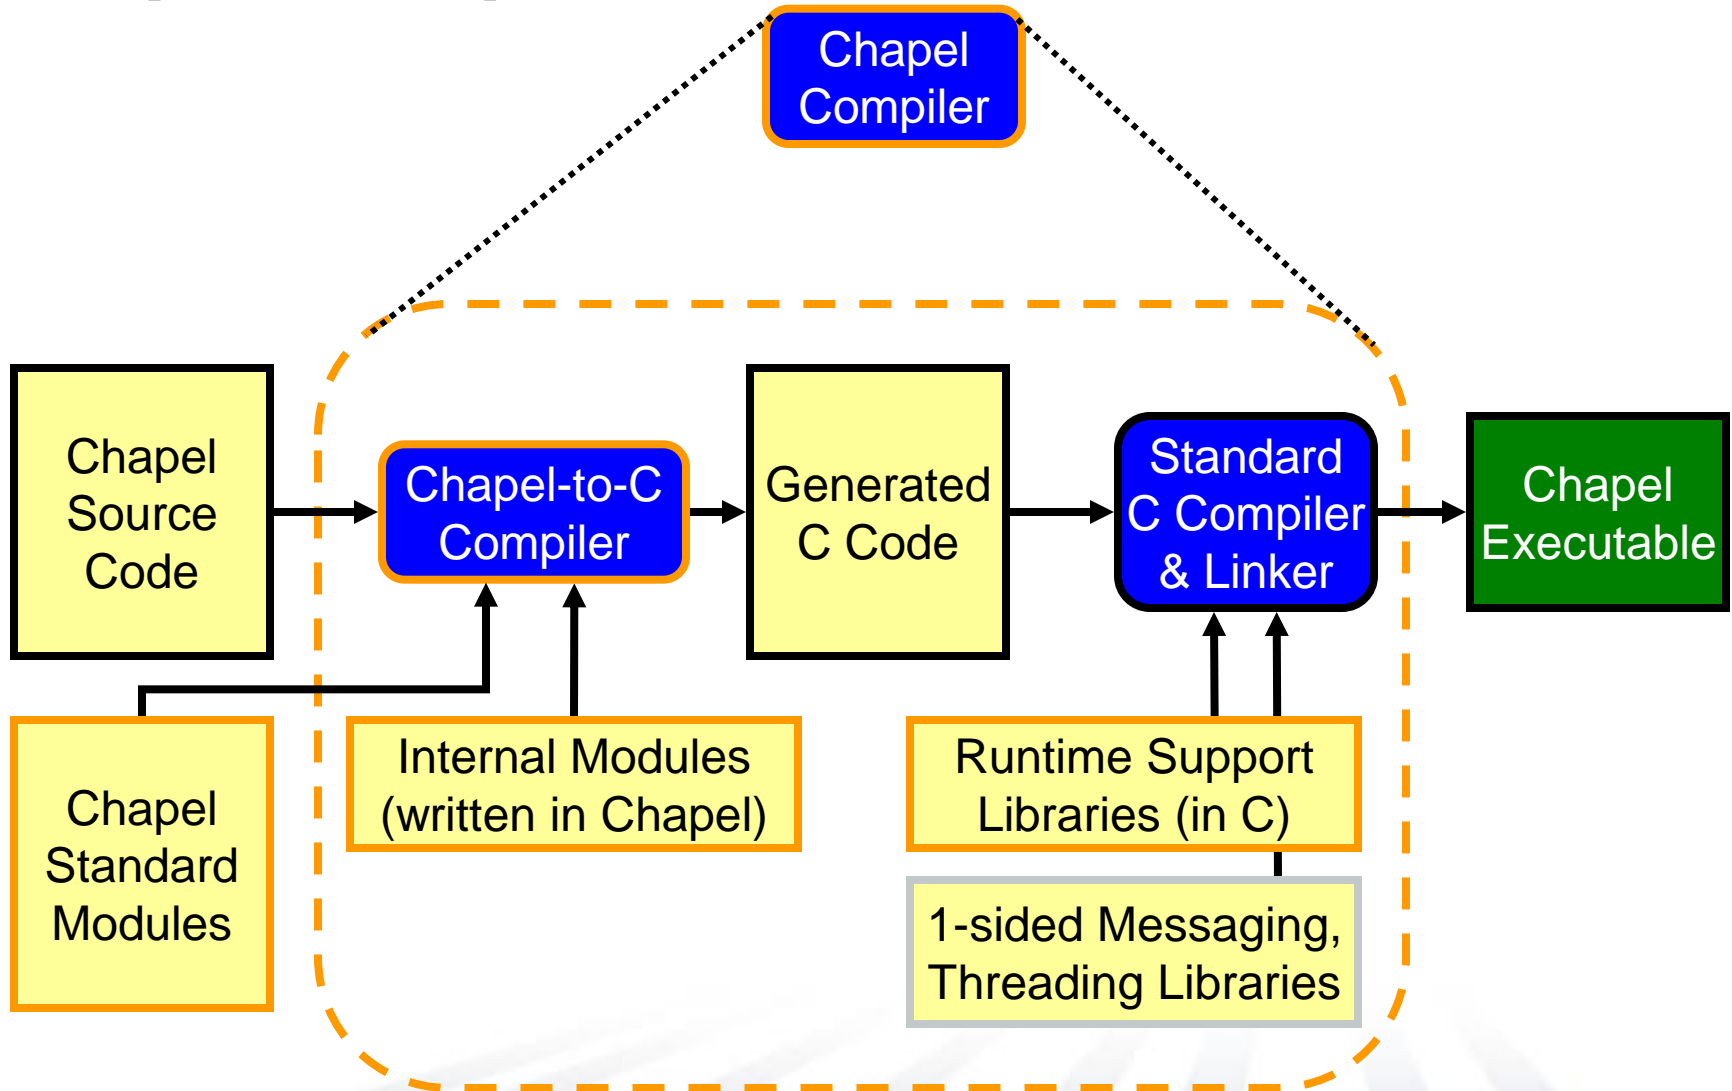 Chapel
Compiler
Chapel
Source
Code
Chapel-to-C
Compiler
Generated
C Code
Standard
C Compiler
& Linker
Chapel
Executable
Chapel
Standard
Modules
Internal Modules
(written in Chapel)
Runtime Support
Libraries (in C)
1-sided Messaging,
Threading Libraries